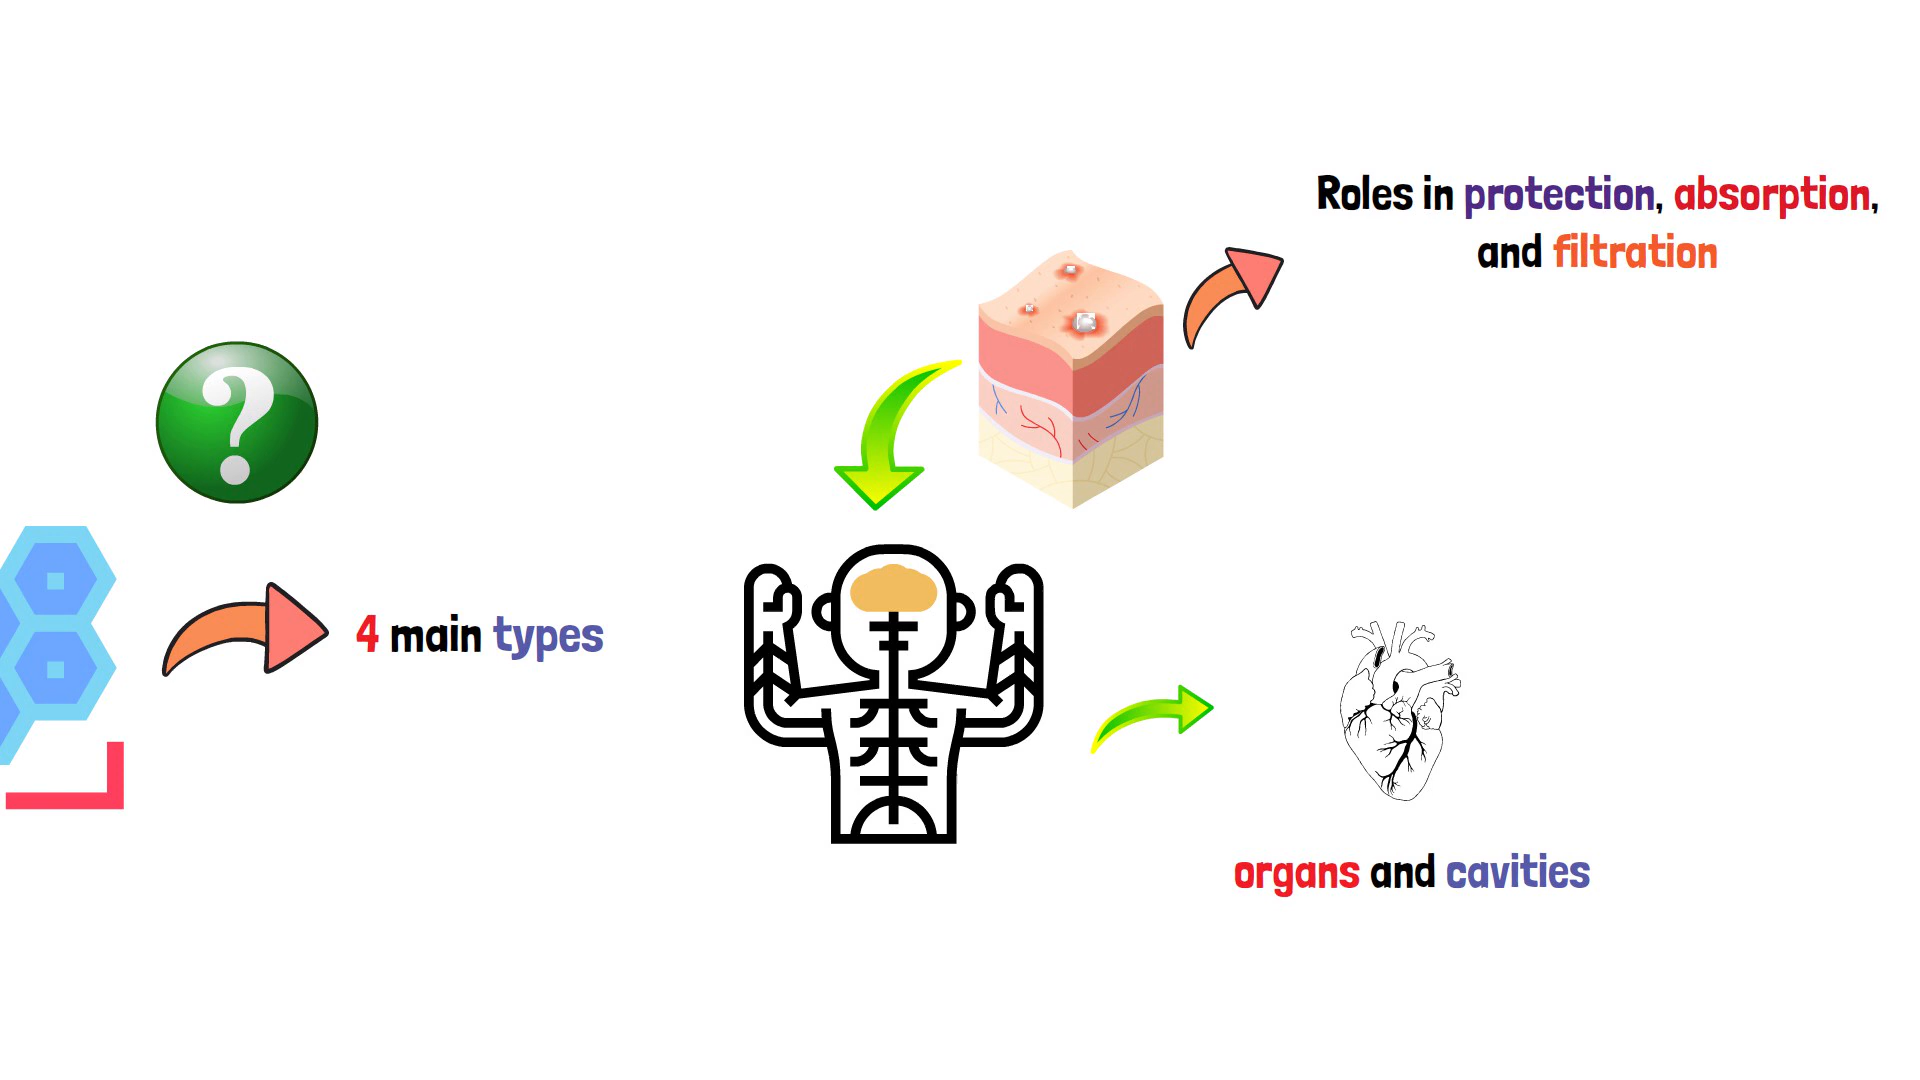 Roles in protection, absorption,
and filtration
?
4 main types
organs and cavities